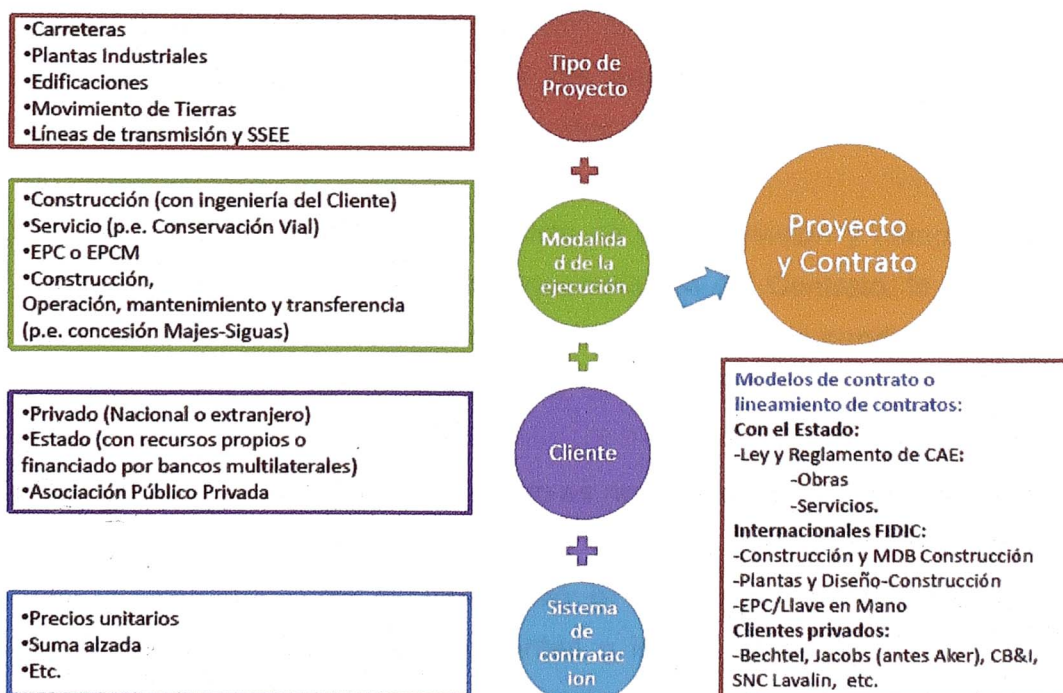 •Carreteras
•Plantas Industriales
•Edificaciones
•Movimiento de Tierras
•Líneas de transmisión y SSEE
Tipo de
Proyecto
•Construcción (con ingeniería del Cliente)
•Servicio (p.e. Conservación Vial)
•EPC o EPCM
•Construcción,
Operación, mantenimiento y transferencia
(p.e. concesión Majes-Siguas)
Modalida
d de la
ejecución
Proyecto
y Contrato
•Privado (Nacional o extranjero)
•Estado (con recursos propios o
financiado por bancos multilaterales)
•Asociación Público Privada
Cliente
•Precios unitarios
•Suma alzada
•Etc.
Sistema
de
contratac
ion
Modelos de contrato o
lineamiento de contratos:
Con el Estado:
-Ley y Reglamento de CAE:
-Obras
-Servicios.
Internacionales FIDIC:
-Construcción y MDB Construcción
-Plantas y Diseño-Construcción
-EPC/Llave en Mano
Clientes privados:
-Bechtel, Jacobs (antes Aker), CB&I,
SNC Lavalin, etc.